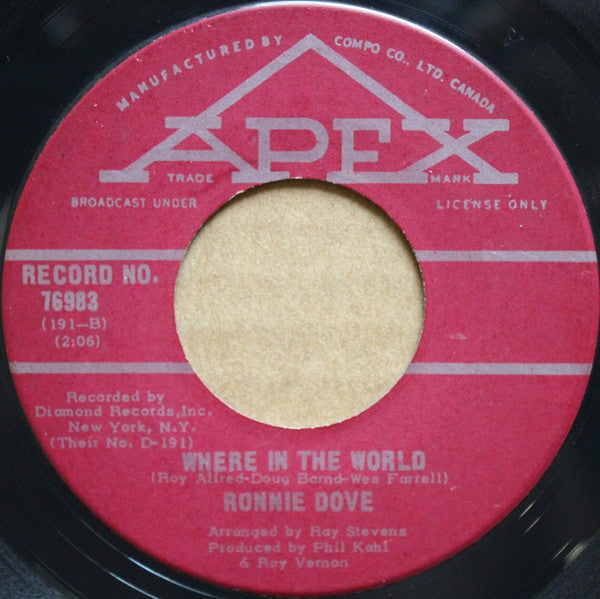 MANUFACTURED BY COMPO CO., LTD. CANADA
APEX
TRADE MARK
BROADCAST UNDER LICENSE ONLY
RECORD NO.
76983
(191-B)
(2:06)
Recorded by
Diamond Records, Inc.
New York, N.Y.
(Their No. D-191)
WHERE IN THE WORLD
(Roy Alfred-Doug Barnd-Wes Farrell)
RONNIE DOVE
Arranged by Ray Stevens
Produced by Phil Kahl
& Ray Vernon